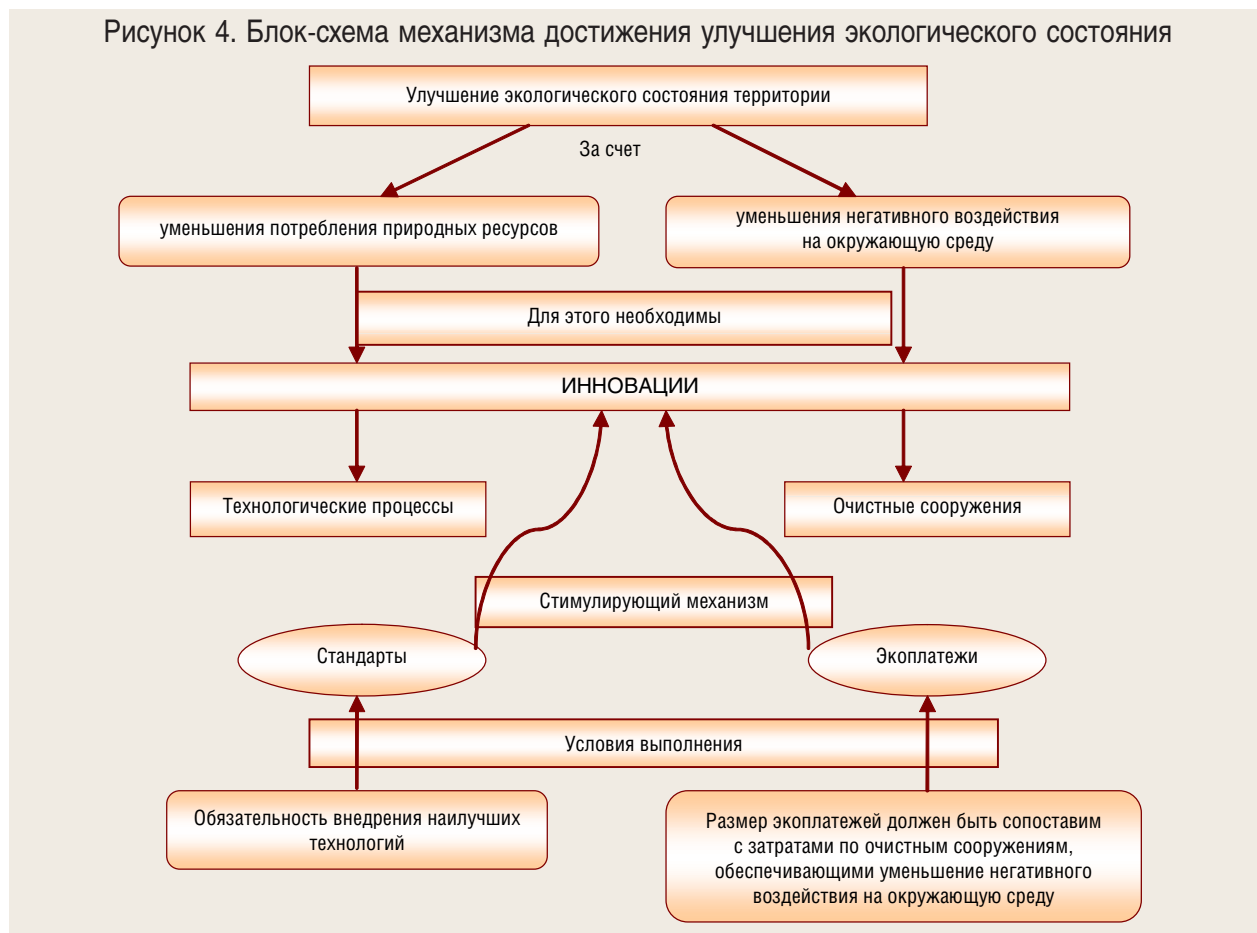 Рисунок 4. Блок-схема механизма достижения улучшения экологического состояния
Улучшение экологического состояния территории
За счет
уменьшения потребления природных ресурсов
уменьшения негативного воздействия
на окружающую среду
Для этого необходимы
ИННОВАЦИИ
Технологические процессы
Очистные сооружения
Стимулирующий механизм
Стандарты
Экоплатежи
Условия выполнения
Обязательность внедрения наилучших
технологий
Размер экоплатежей должен быть сопоставим
с затратами по очистным сооружениям,
обеспечивающими уменьшение негативного
воздействия на окружающую среду